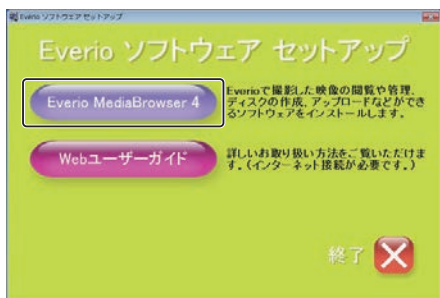 Everio ソフトウェア セットアップ
Everio ソフトウェア セットアップ
Everio MediaBrowser 4
Everioで撮影した映像の閲覧や管理、
ディスクの作成、アップロードなどができ
るソフトウェアをインストールします。
Webユーザーガイド
詳しいお取り扱い方法をご覧いただけま
す。(インターネット接続が必要です。)
終了